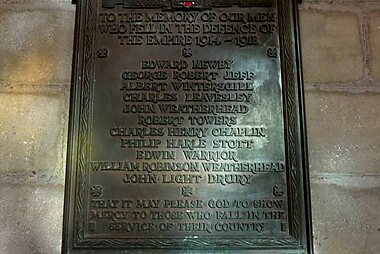 TO THE MEMORY OF OUR MEN
WHO FELL IN THE DEFENCE OF
THE EMPIRE 1914 - 1918
EDWARD NEWBY
GEORGE ROBERT JEFF
ALBERT WINTERSGILL
CHARLES LEAVESLEY
JOHN WEATHERHEAD
ROBERT TOWERS
CHARLES HENRY CHAPLIN
PHILIP HARLE STOTT
EDWIN WARRIOR
WILLIAM ROBINSON WEATHERHEAD
JOHN LIGHT DRURY
THAT IT MAY PLEASE GOD TO SHOW
MERCY TO THOSE WHO FALL IN THE
SERVICE OF THEIR COUNTRY